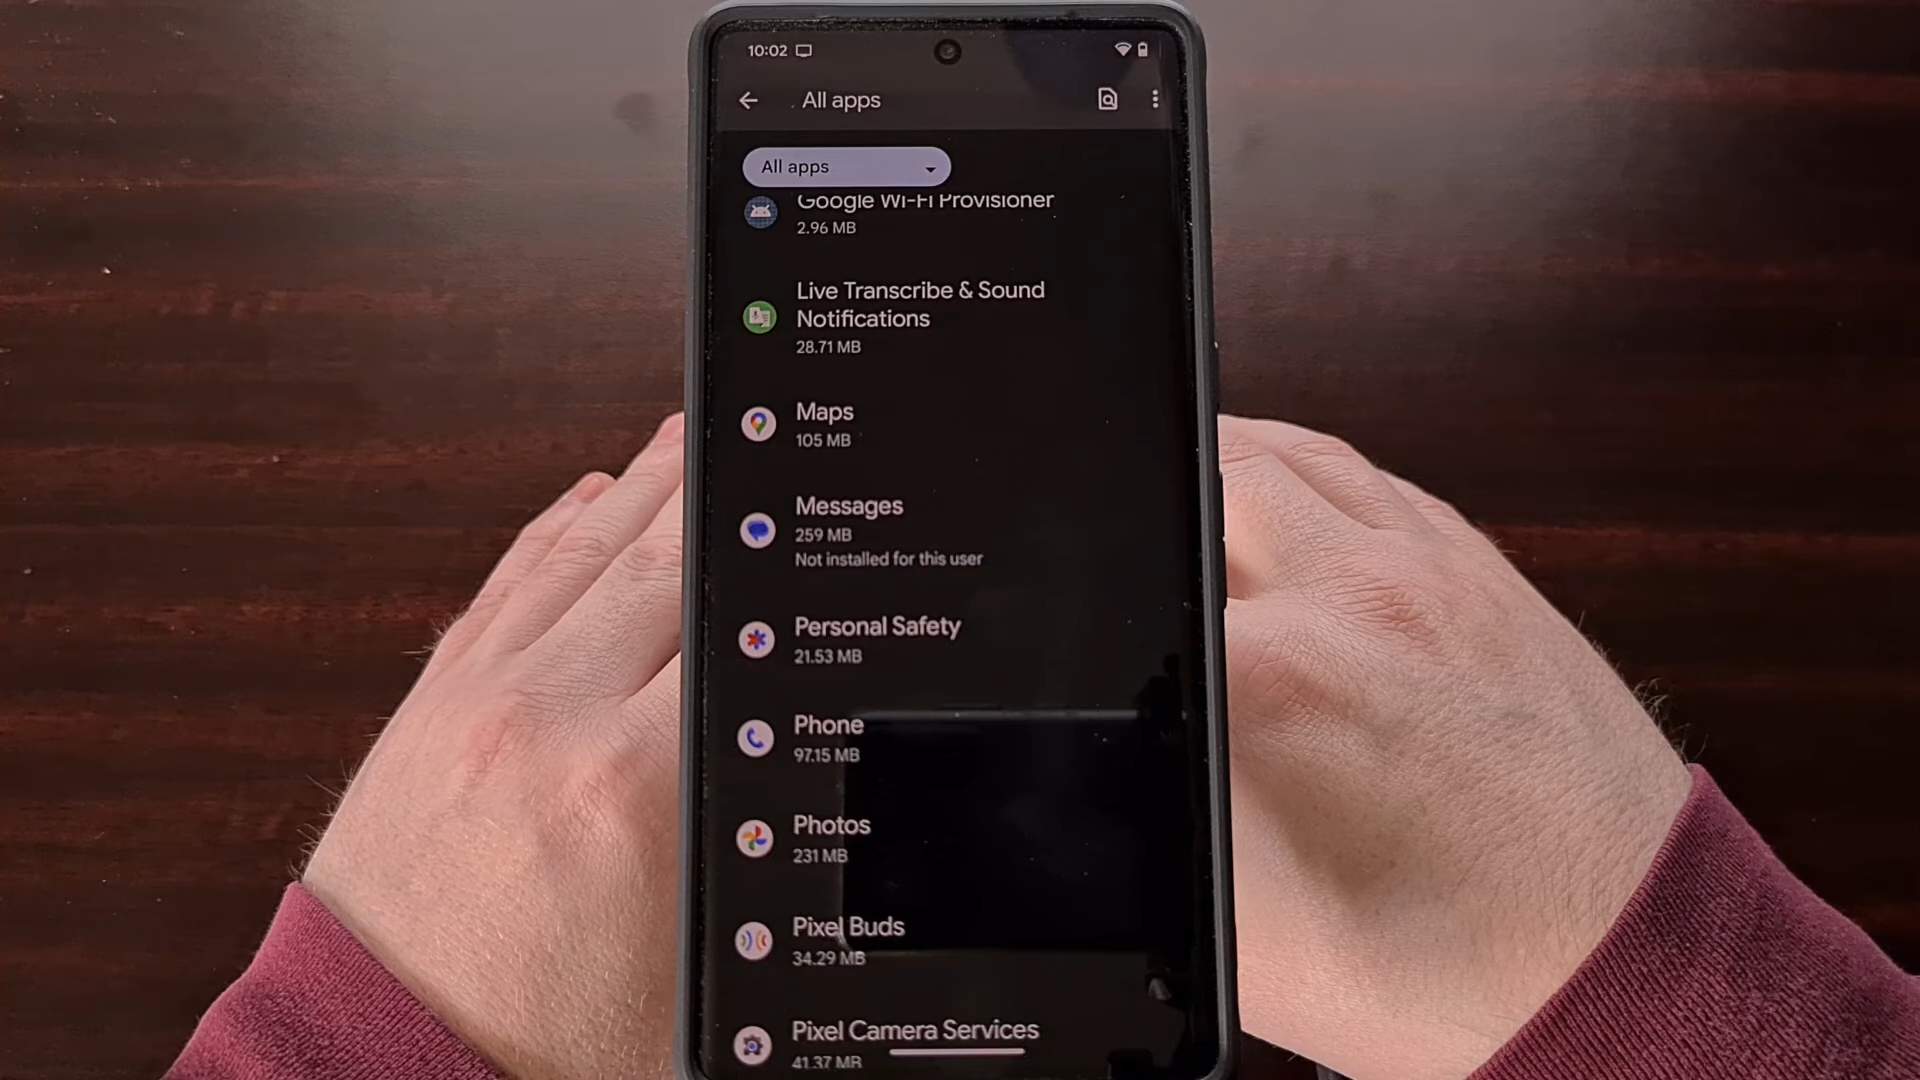 10:02
All apps
All apps
Google Wi-Fi Provisioner
2.96 MB
Live Transcribe & Sound
Notifications
28.71 MB
Maps
105 MB
Messages
259 MB
Not installed for this user
Personal Safety
21.53 MB
Phone
97.15 MB
Photos
231 MB
Pixel Buds
34.29 MB
Pixel Camera Services
41.37 MB